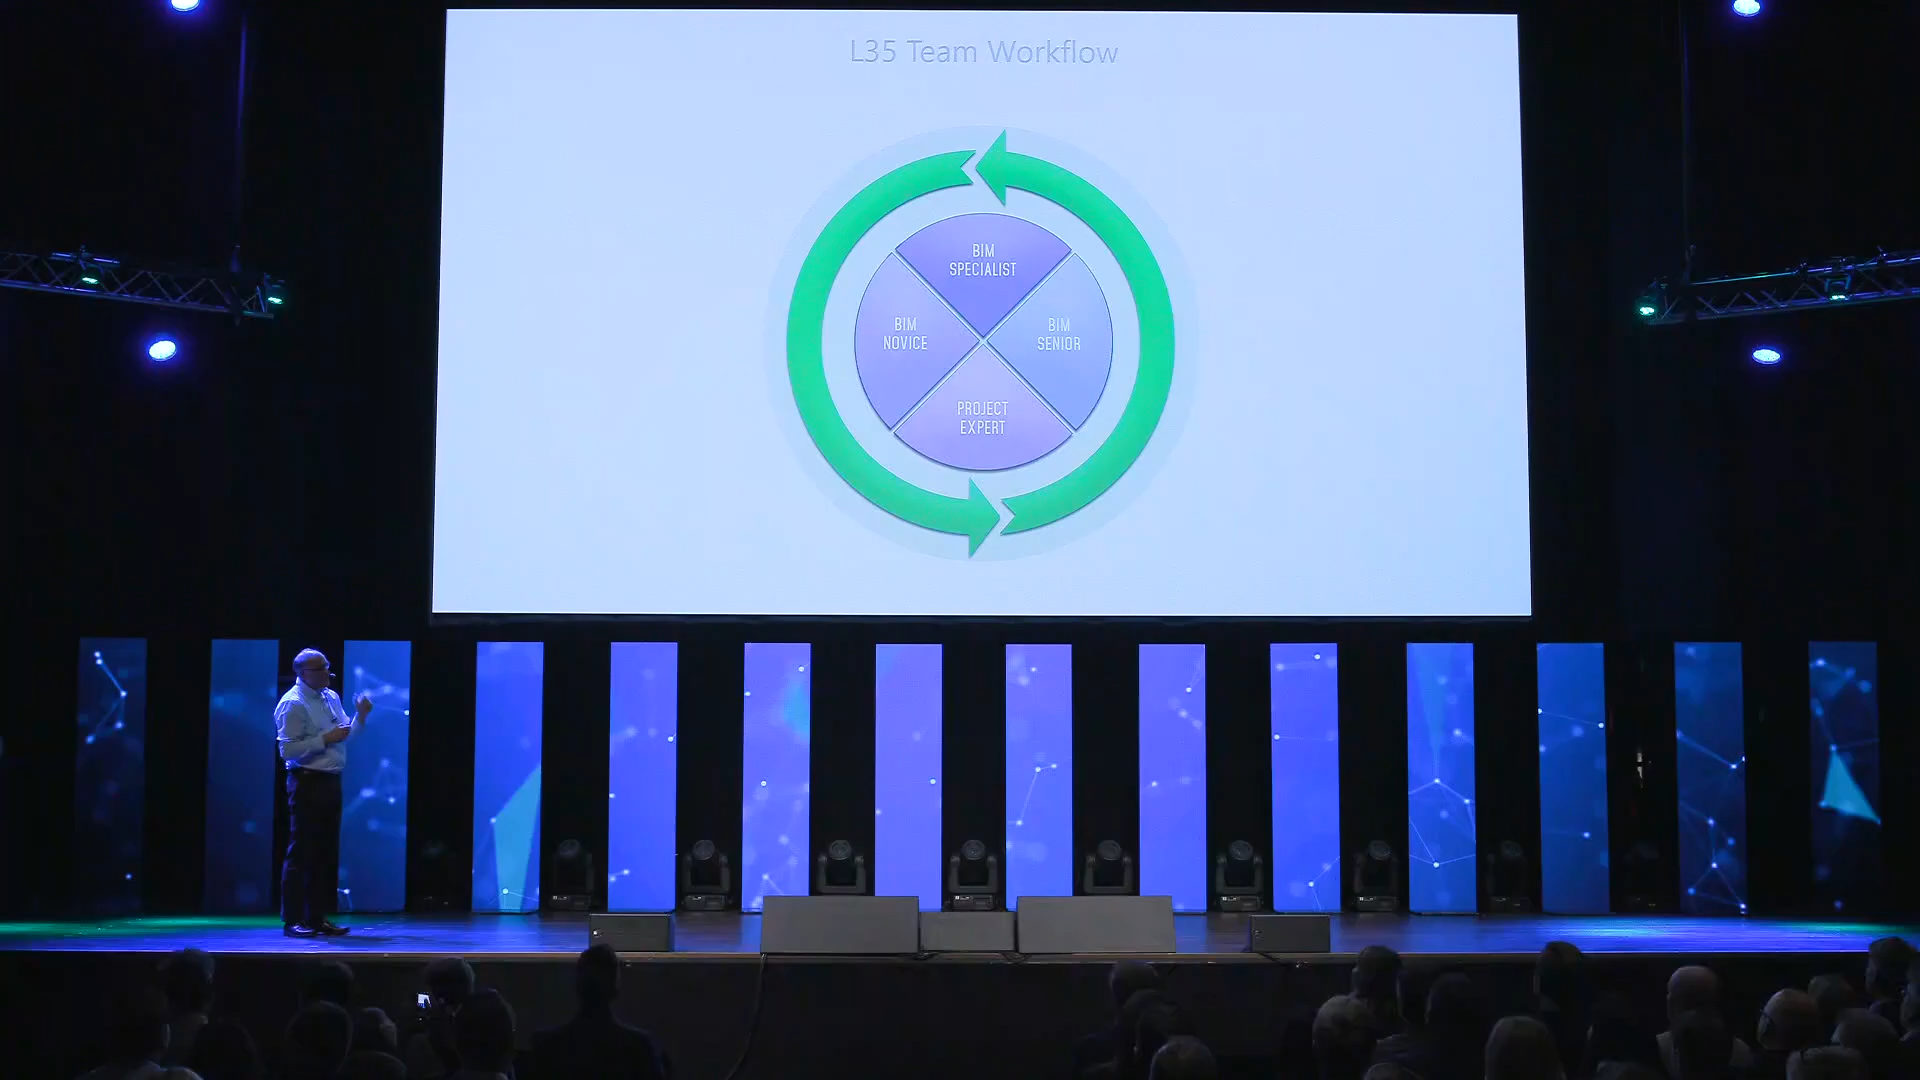 L35 Team Workflow
BIM
SPECIALIST
BIM
NOVICE
BIM
SENIOR
PROJECT
EXPERT